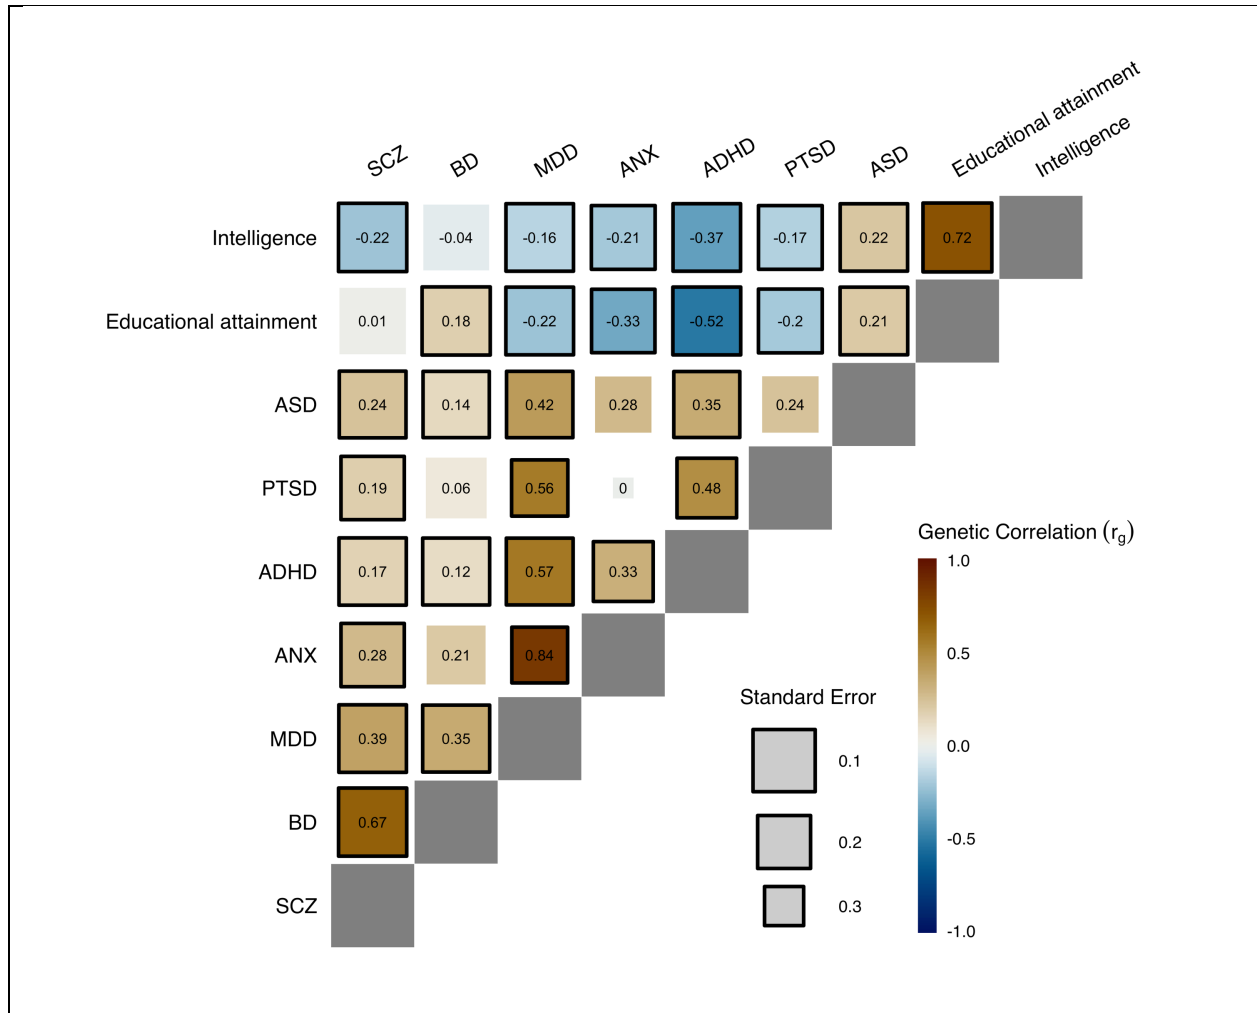 SCZ BD MDD ANX ADHD PTSD ASD Educational attainment Intelligence
Intelligence -0.22 -0.04 -0.16 -0.21 -0.37 -0.17 0.22 0.72
Educational attainment 0.01 0.18 -0.22 -0.33 -0.52 -0.2 0.21
ASD 0.24 0.14 0.42 0.28 0.35 0.24
PTSD 0.19 0.06 0.56 0 0.48
ADHD 0.17 0.12 0.57 0.33
ANX 0.28 0.21 0.84
MDD 0.39 0.35
BD 0.67
SCZ
Genetic Correlation (rg)
1.0
0.5
0.0
-0.5
-1.0
Standard Error
0.1
0.2
0.3